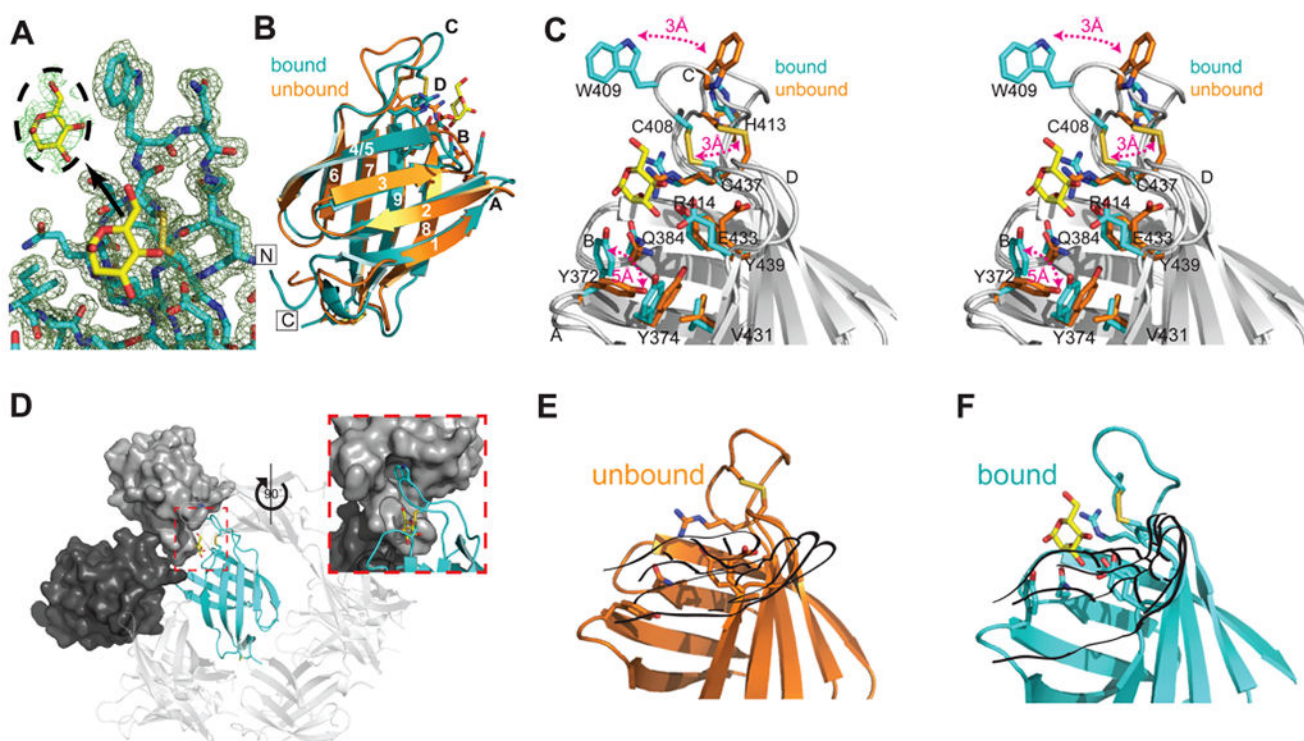 A
B
bound
unbound
C
D
B
4/5
6
7
3
9
2
8
1
A
N
C
C
3Å
bound
unbound
C
W409
C408
H413
3Å
C437
D
R414
B
Q384
E433
Y372
5Å
Y439
A
Y374
V431
3Å
bound
unbound
C
W409
C408
H413
3Å
C437
D
R414
B
Q384
E433
Y372
5Å
Y439
A
Y374
V431
D
90°
E
unbound
F
bound